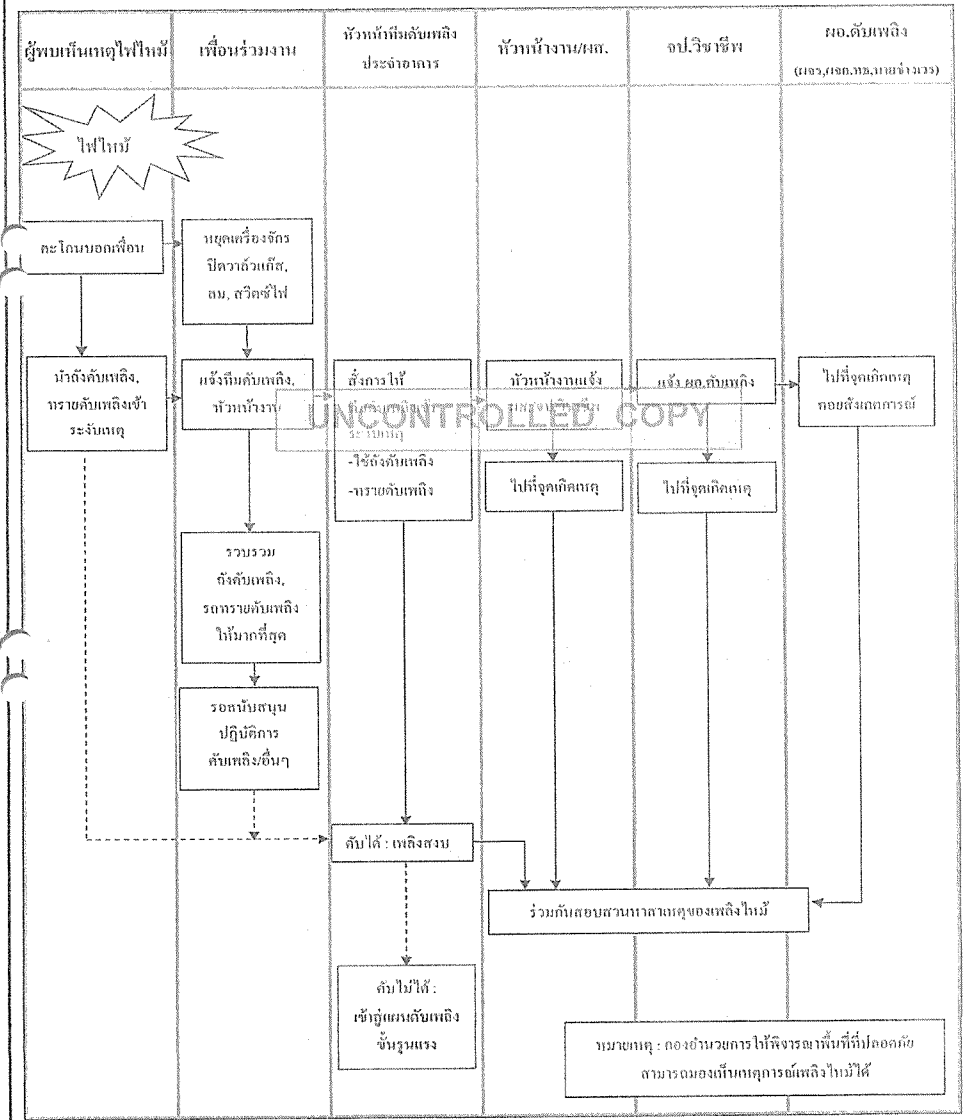 ผู้พบเห็นเหตุไฟไหม้
เพื่อนร่วมงาน
หัวหน้าทีมดับเพลิง
ประจำอาคาร
หัวหน้างาน/ผส.
จป.วิชาชีพ
ผอ.ดับเพลิง
ไฟไหม้
ตะโกนบอกเพื่อน
หยุดเครื่องจักร
ปิดวาล์วแก๊ส,
ลม, สวิตซ์ไฟ
นำถังดับเพลิง,
ทรายดับเพลิงเข้า
ระงับเหตุ
แจ้งทีมดับเพลิง,
หัวหน้างาน
สั่งการให้
ระงับเหตุ
-ใช้ถังดับเพลิง
-ทรายดับเพลิง
หัวหน้างานแจ้ง
แจ้ง ผอ.ดับเพลิง
ไปที่จุดเกิดเหตุ
คอยสังเกตการณ์
UNCONTROLLED COPY
ไปที่จุดเกิดเหตุ
ไปที่จุดเกิดเหตุ
รวบรวม
ถังดับเพลิง,
รถทรายดับเพลิง
ให้มากที่สุด
รอสนับสนุน
ปฏิบัติการ
ดับเพลิง/อื่นๆ
ดับได้ : เพลิงสงบ
ร่วมกันสอบสวนหาสาเหตุของเพลิงไหม้
ดับไม่ได้ :
เข้าสู่แผนดับเพลิง
ขั้นรุนแรง
หมายเหตุ : กองอำนวยการให้พิจารณาพื้นที่ที่ปลอดภัย
สามารถมองเห็นเหตุการณ์เพลิงไหม้ได้